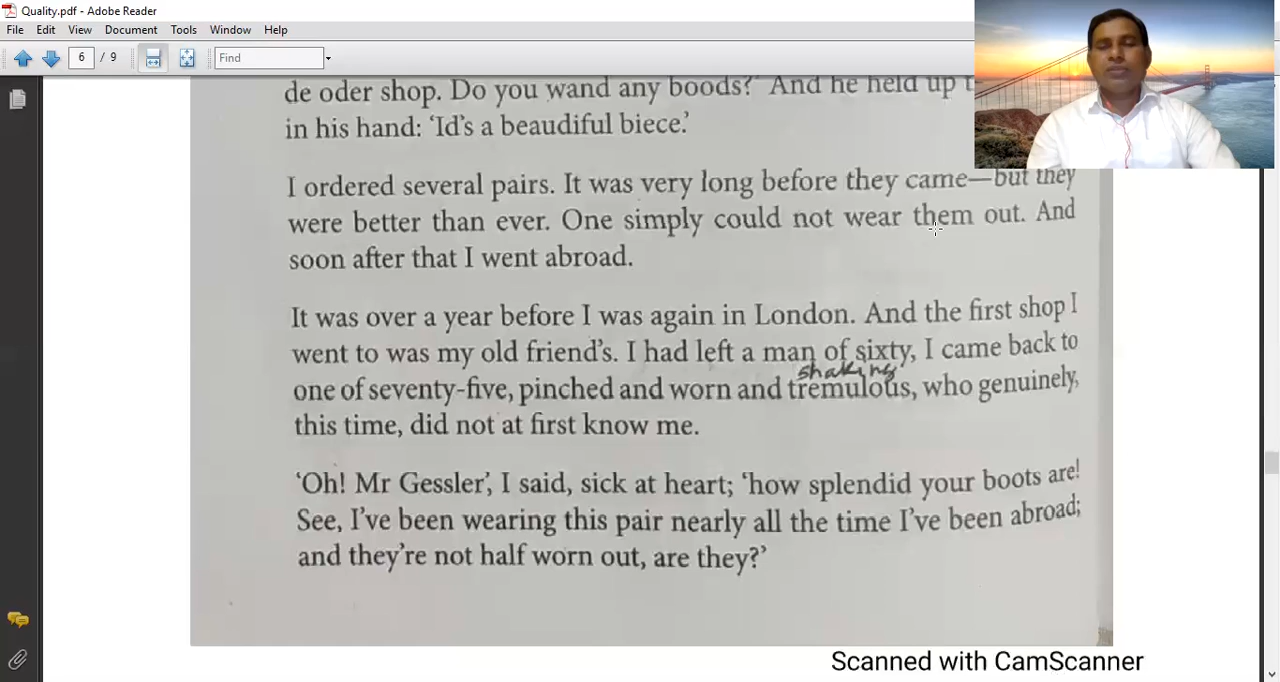 Quality.pdf - Adobe Reader
File Edit View Document Tools Window Help
6 / 9 Find
de oder shop. Do you wand any boods?' And he held up
in his hand: 'Id's a beaudiful biece.'
I ordered several pairs. It was very long before they came—but they
were better than ever. One simply could not wear them out. And
soon after that I went abroad.
It was over a year before I was again in London. And the first shop I
went to was my old friend's. I had left a man of sixty, I came back to
shaking
one of seventy-five, pinched and worn and tremulous, who genuinely,
this time, did not at first know me.
'Oh! Mr Gessler', I said, sick at heart; 'how splendid your boots are!
See, I've been wearing this pair nearly all the time I've been abroad;
and they're not half worn out, are they?'
Scanned with CamScanner